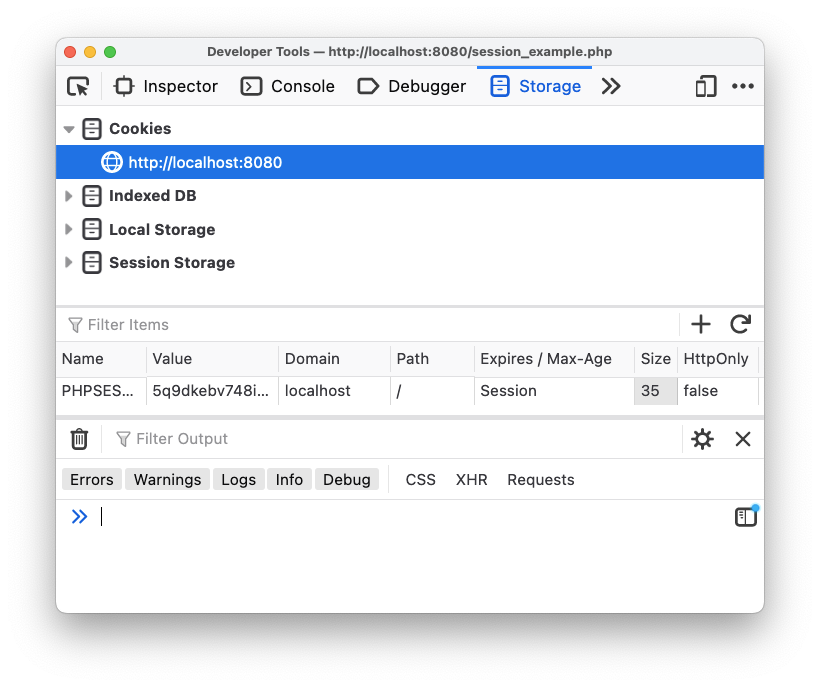 Developer Tools — http://localhost:8080/session_example.php
Inspector Console Debugger Storage
Cookies
http://localhost:8080
Indexed DB
Local Storage
Session Storage
Filter Items
Name Value Domain Path Expires / Max-Age Size HttpOnly
PHPSES... 5q9dkebv748i... localhost / Session 35 false
Filter Output
Errors Warnings Logs Info Debug CSS XHR Requests